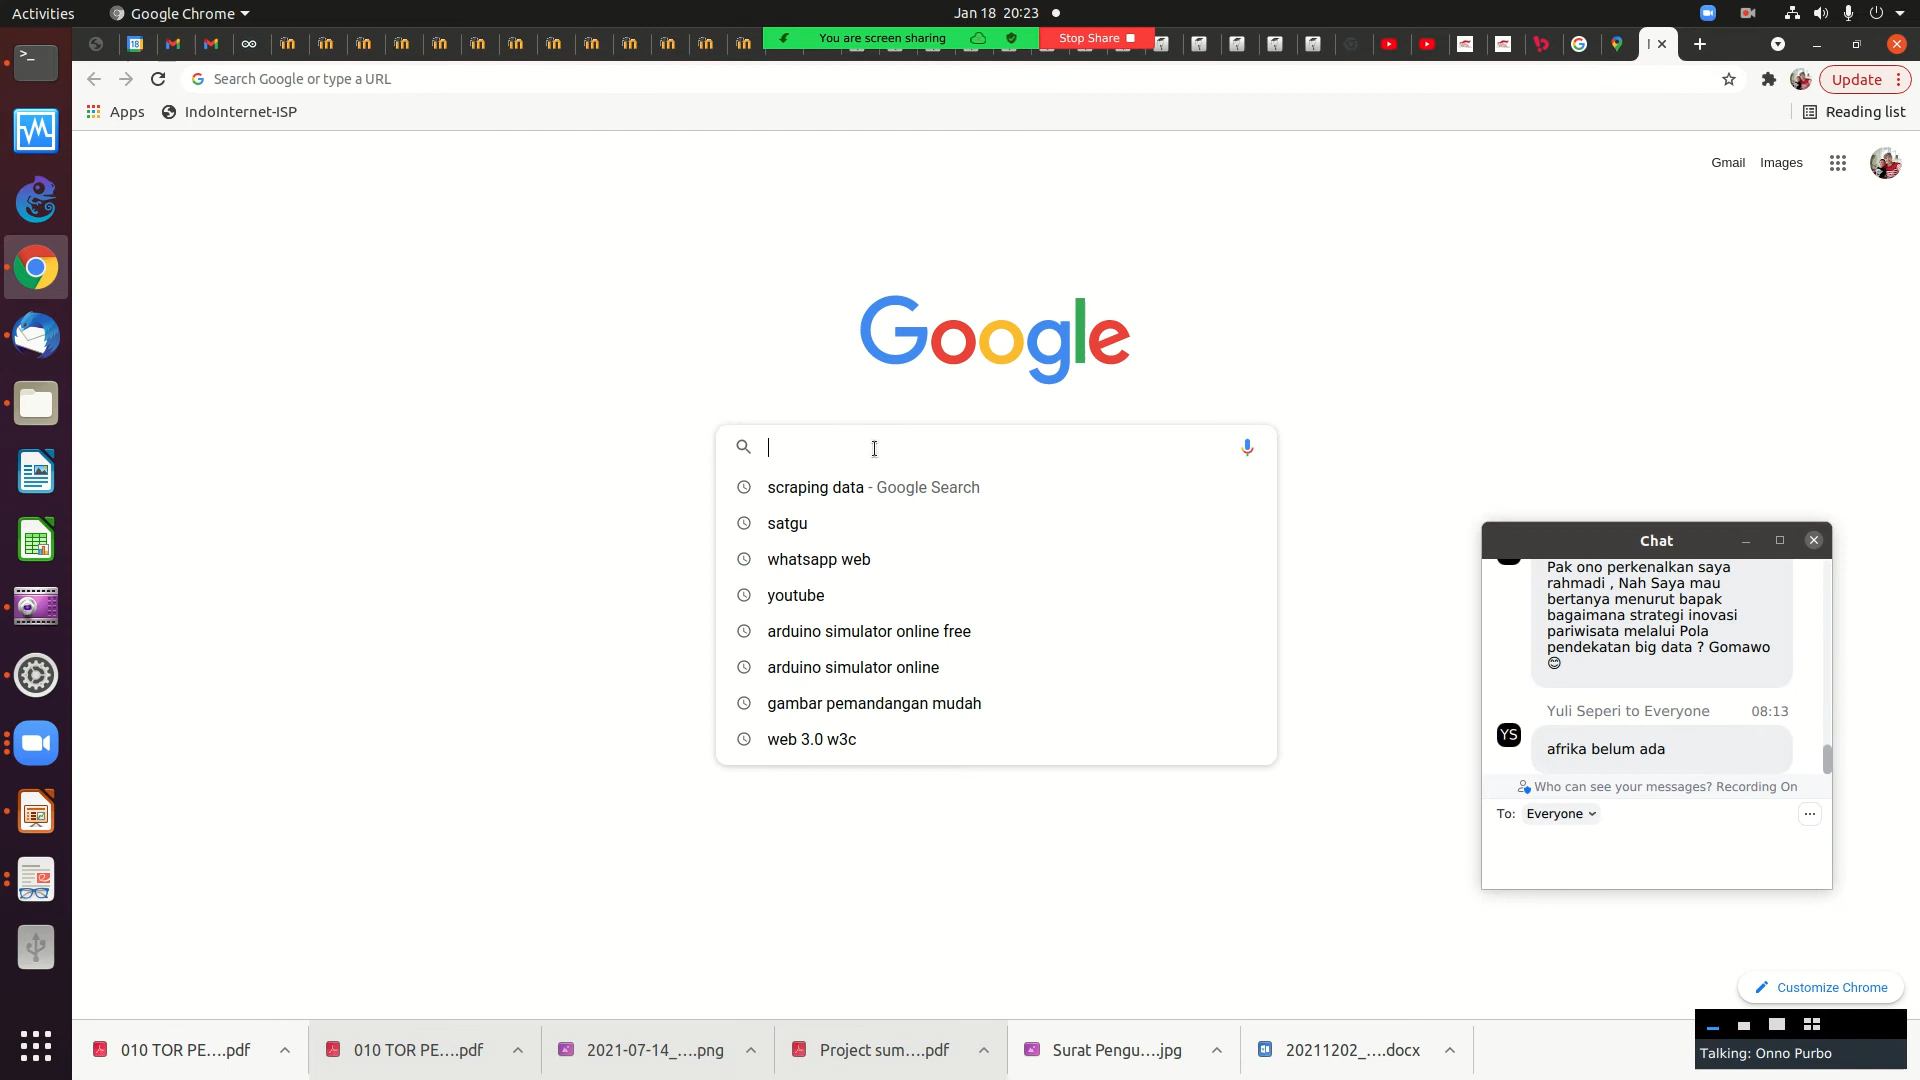 Activities
Google Chrome
Jan 18 20:23
You are screen sharing
Stop Share
Search Google or type a URL
Update
Apps
IndoInternet-ISP
Reading list
Gmail
Images
Google
scraping data - Google Search
satgu
whatsapp web
youtube
arduino simulator online free
arduino simulator online
gambar pemandangan mudah
web 3.0 w3c
Chat
Pak ono perkenalkan saya
rahmadi , Nah Saya mau
bertanya menurut bapak
bagaimana strategi inovasi
pariwisata melalui Pola
pendekatan big data ? Gomawo
😊
Yuli Seperi to Everyone 08:13
YS
afrika belum ada
Who can see your messages? Recording On
To: Everyone
Customize Chrome
010 TOR PE....pdf
010 TOR PE....pdf
2021-07-14_....png
Project sum....pdf
Surat Pengu....jpg
20211202_....docx
Talking: Onno Purbo